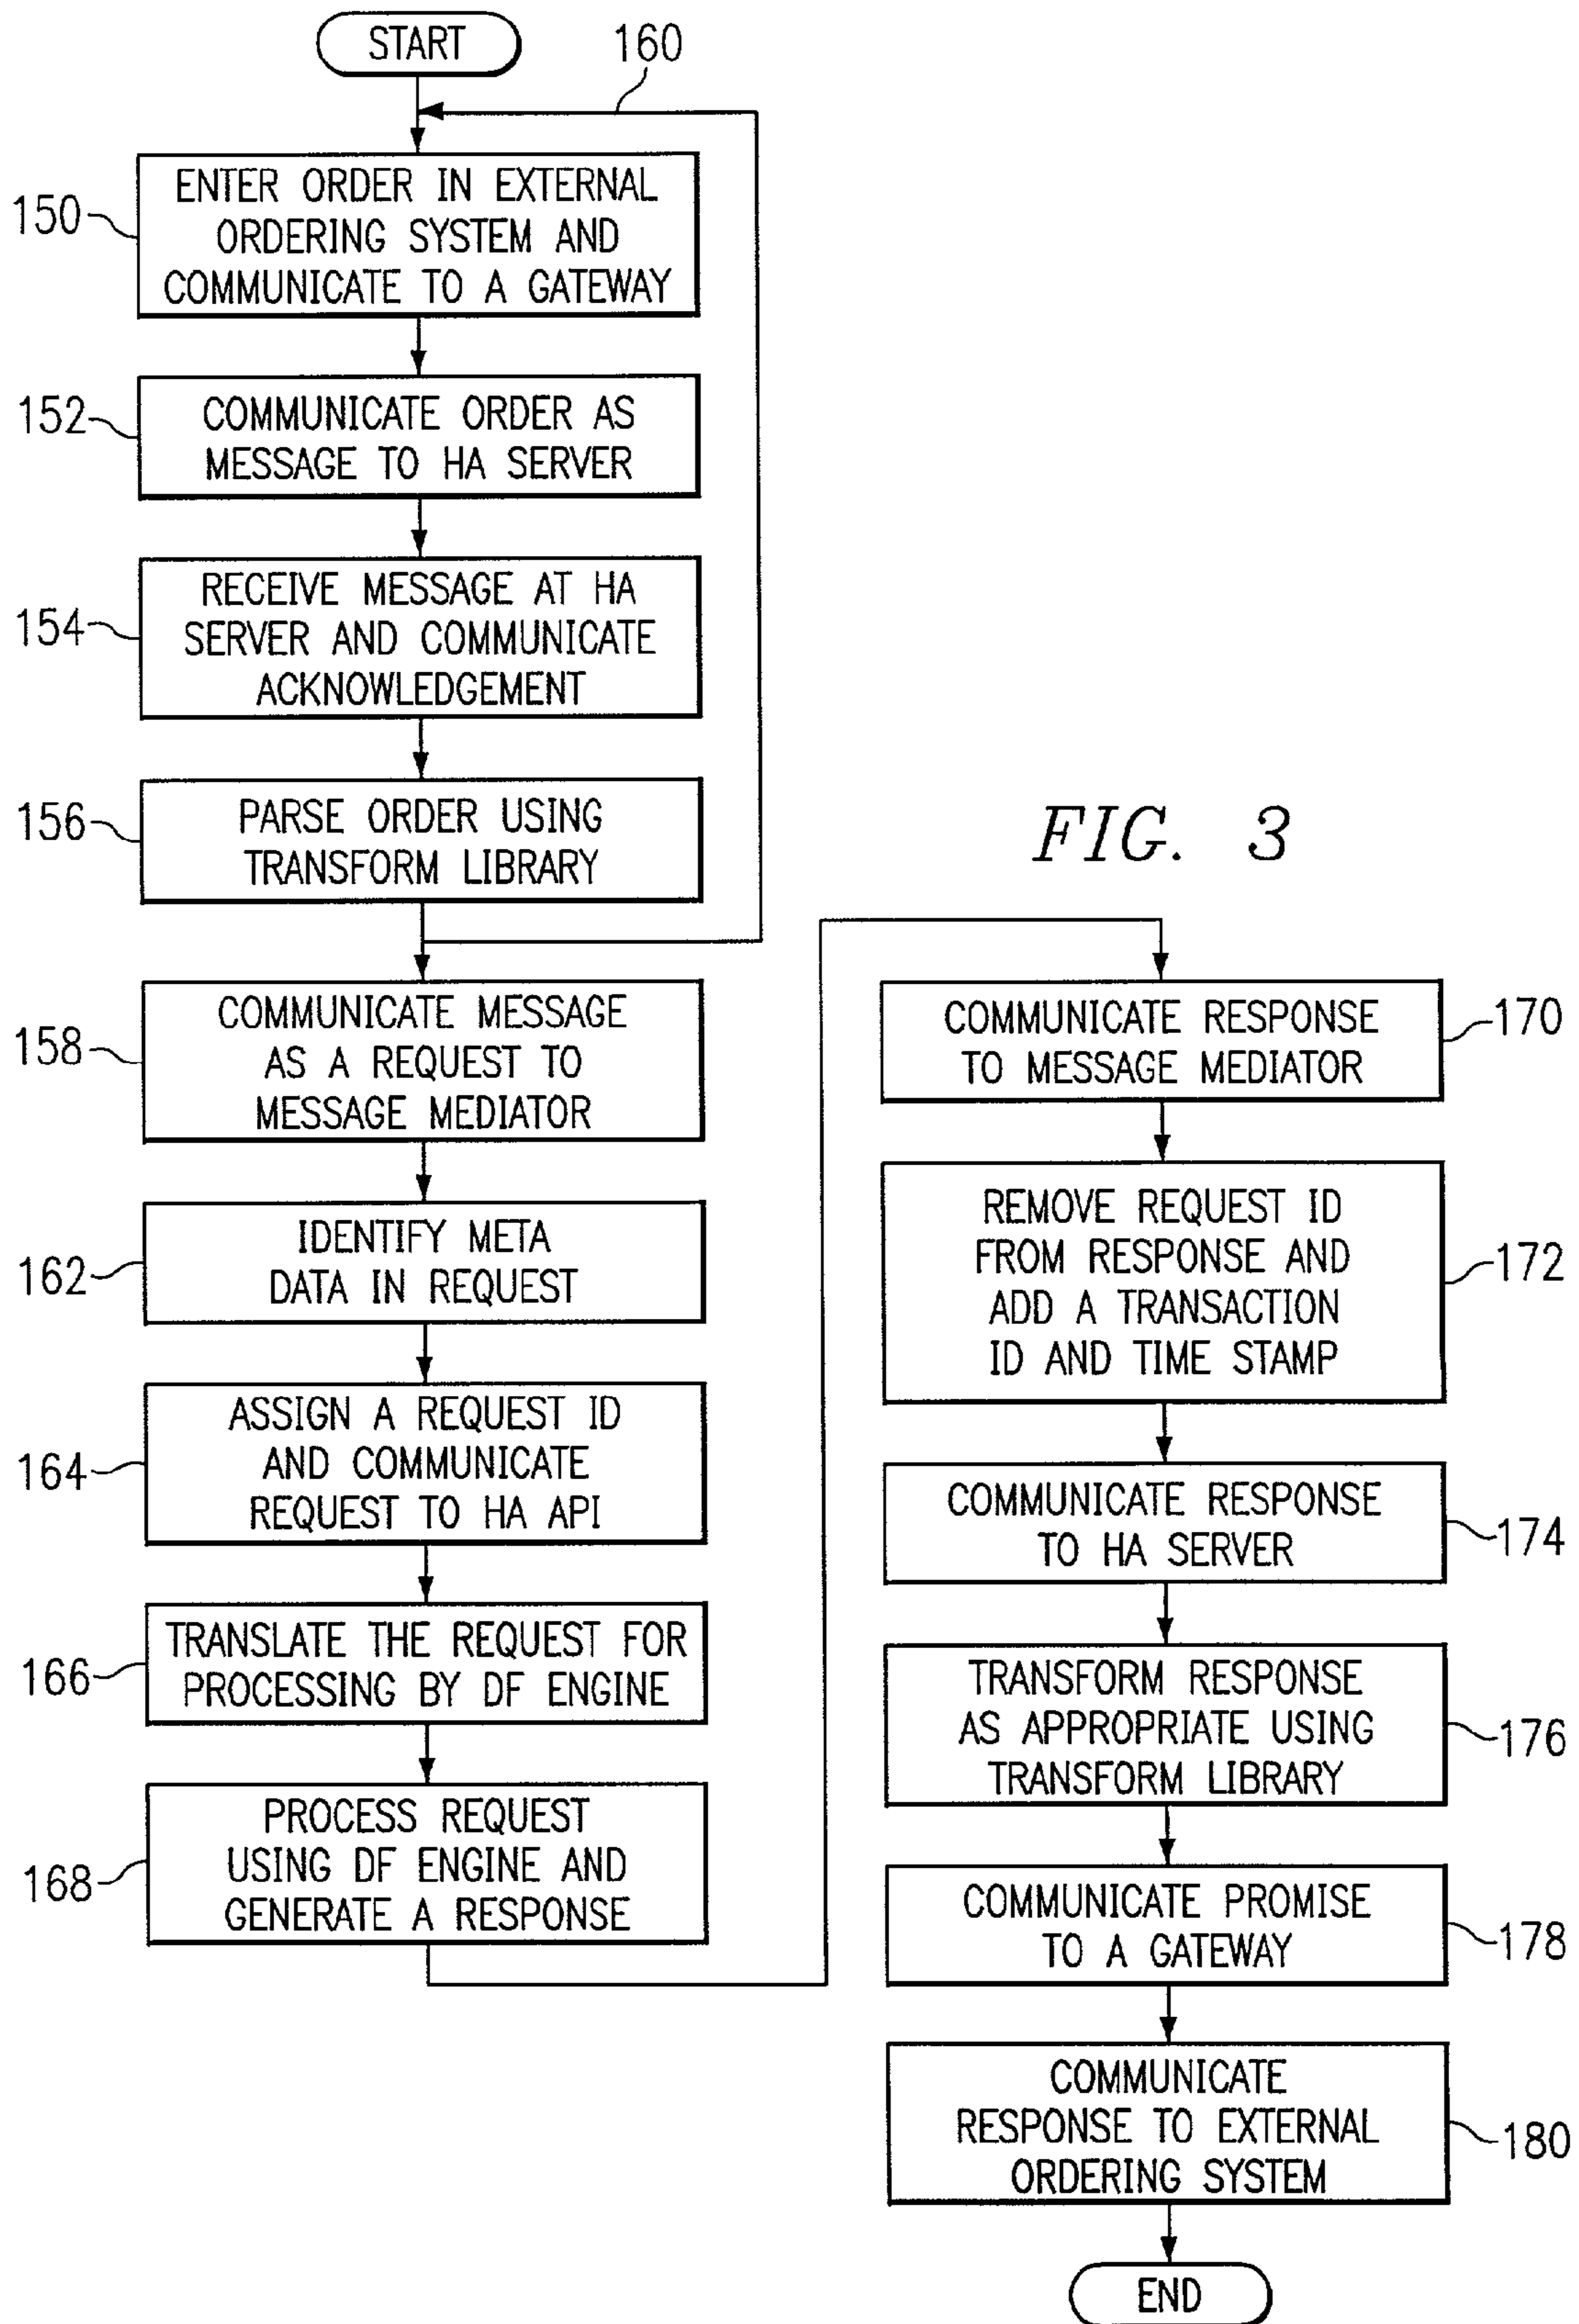 START
160
150
ENTER ORDER IN EXTERNAL
ORDERING SYSTEM AND
COMMUNICATE TO A GATEWAY
152
COMMUNICATE ORDER AS
MESSAGE TO HA SERVER
154
RECEIVE MESSAGE AT HA
SERVER AND COMMUNICATE
ACKNOWLEDGEMENT
156
PARSE ORDER USING
TRANSFORM LIBRARY
158
COMMUNICATE MESSAGE
AS A REQUEST TO
MESSAGE MEDIATOR
162
IDENTIFY META
DATA IN REQUEST
164
ASSIGN A REQUEST ID
AND COMMUNICATE
REQUEST TO HA API
166
TRANSLATE THE REQUEST FOR
PROCESSING BY DF ENGINE
168
PROCESS REQUEST
USING DF ENGINE AND
GENERATE A RESPONSE
FIG. 3
COMMUNICATE RESPONSE
TO MESSAGE MEDIATOR
170
REMOVE REQUEST ID
FROM RESPONSE AND
ADD A TRANSACTION
ID AND TIME STAMP
172
COMMUNICATE RESPONSE
TO HA SERVER
174
TRANSFORM RESPONSE
AS APPROPRIATE USING
TRANSFORM LIBRARY
176
COMMUNICATE PROMISE
TO A GATEWAY
178
COMMUNICATE
RESPONSE TO EXTERNAL
ORDERING SYSTEM
180
END